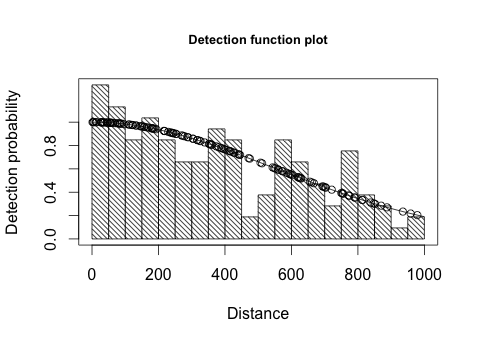 Detection function plot
Detection probability
0.8
0.4
0.0
0 200 400 600 800 1000
Distance